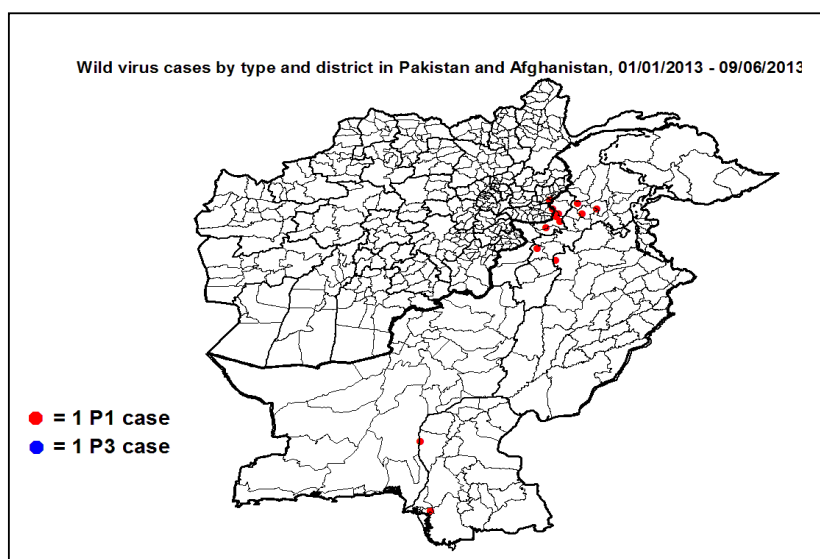 Wild virus cases by type and district in Pakistan and Afghanistan, 01/01/2013 - 09/06/2013
= 1 P1 case
= 1 P3 case